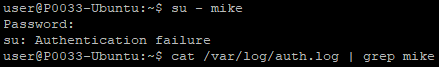 user@P0033-Ubuntu:~$ su - mike
Password:
su: Authentication failure
user@P0033-Ubuntu:~$ cat /var/log/auth.log | grep mike